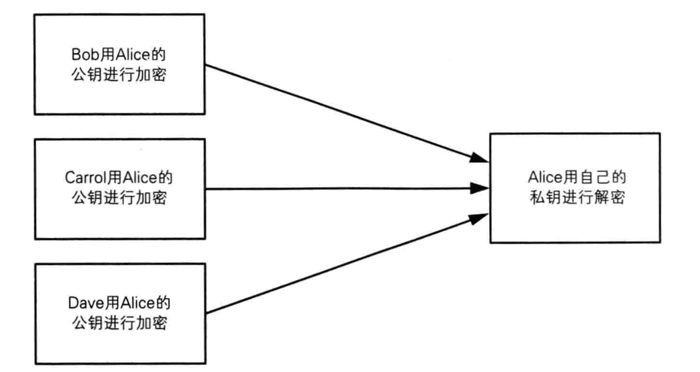 Bob用Alice的
公钥进行加密
Carrol用Alice的
公钥进行加密
Alice用自己的
私钥进行解密
Dave用Alice的
公钥进行加密